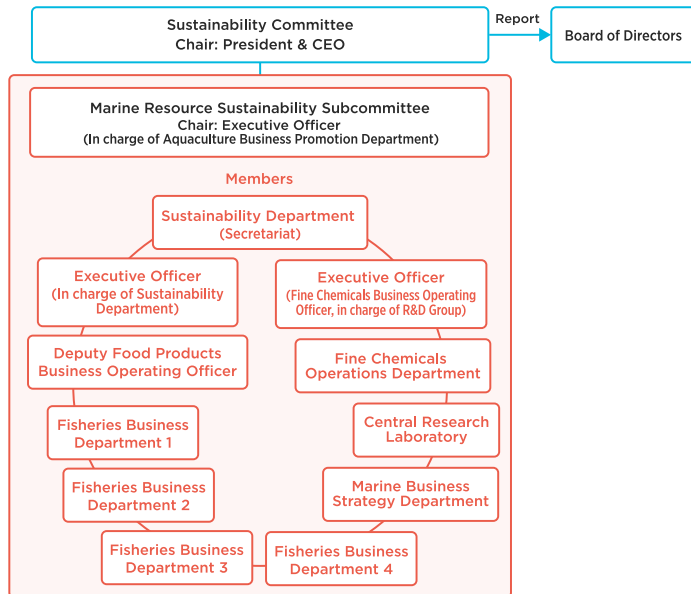 Sustainability Committee
Chair: President & CEO
Report
Board of Directors
Marine Resource Sustainability Subcommittee
Chair: Executive Officer
(In charge of Aquaculture Business Promotion Department)
Members
Sustainability Department
(Secretariat)
Executive Officer
(In charge of Sustainability
Department)
Executive Officer
(Fine Chemicals Business Operating
Officer, in charge of R&D Group)
Deputy Food Products
Business Operating Officer
Fine Chemicals
Operations Department
Fisheries Business
Department 1
Central Research
Laboratory
Fisheries Business
Department 2
Marine Business
Strategy Department
Fisheries Business
Department 3
Fisheries Business
Department 4